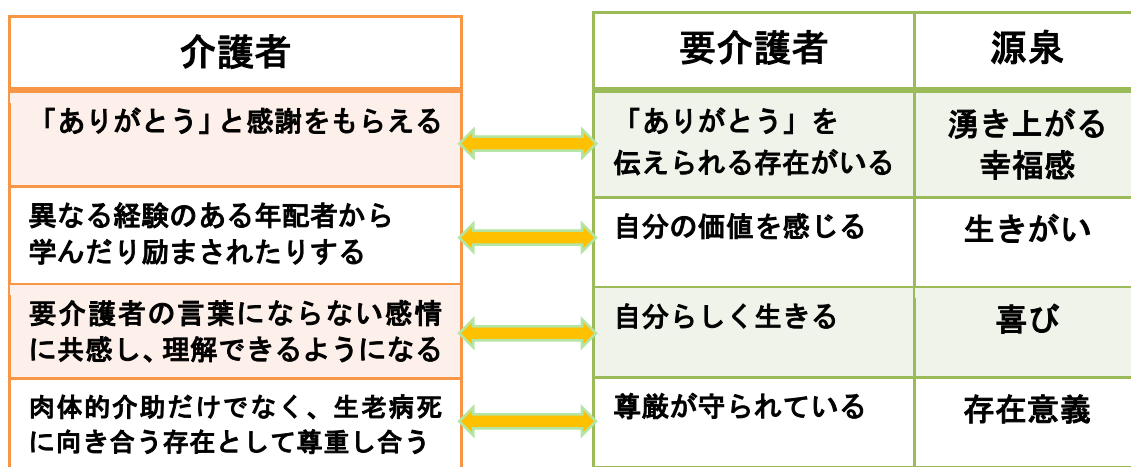 介護者
「ありがとう」と感謝をもらえる
異なる経験のある年配者から
学んだり励まされたりする
要介護者の言葉にならない感情
に共感し、理解できるようになる
肉体的介助だけでなく、生老病死
に向き合う存在として尊重し合う
要介護者
源泉
「ありがとう」を
伝えられる存在がいる
湧き上がる
幸福感
自分の価値を感じる
生きがい
自分らしく生きる
喜び
尊厳が守られている
存在意義